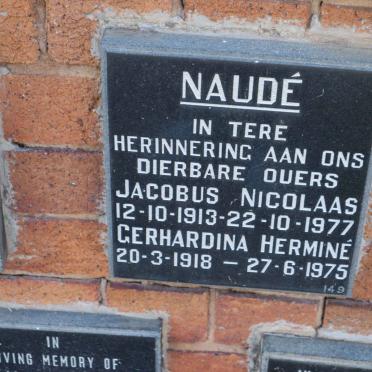 NAUDÉ
IN TERE
HERINNERING AAN ONS
DIERBARE OUERS
JACOBUS NICOLAAS
12-10-1913-22-10-1977
GERHARDINA HERMINÉ
20-3-1918 - 27-6-1975
149
IN
VING MEMORY OF